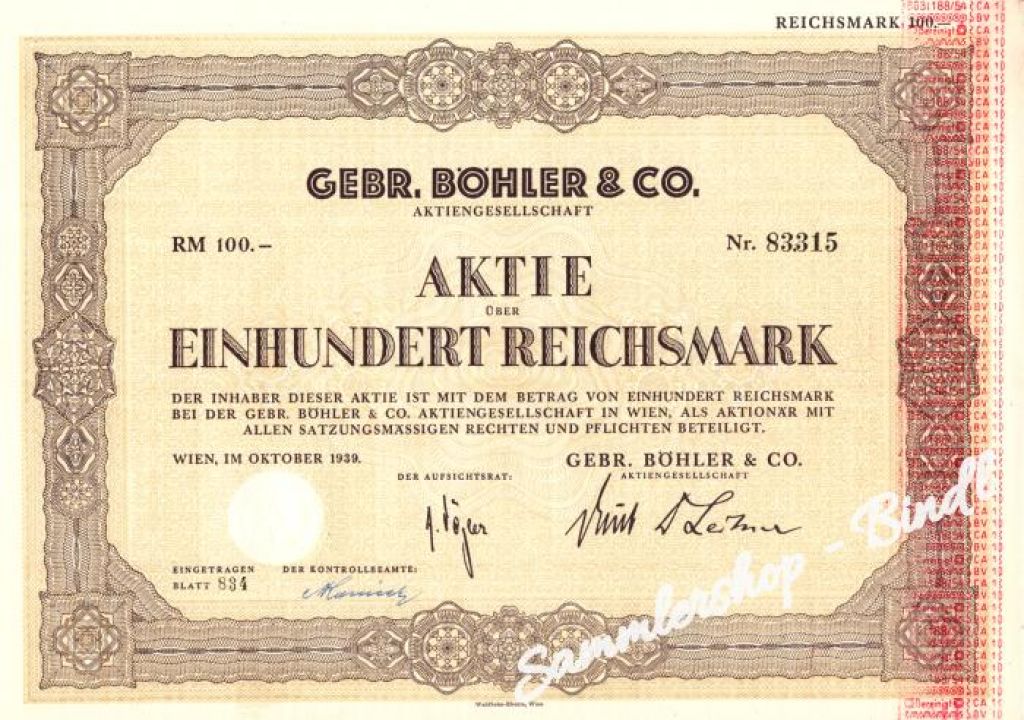 REICHSMARK 100.—
GEBR. BÖHLER & CO.
AKTIENGESELLSCHAFT
RM 100.–
Nr. 83315
AKTIE
ÜBER
EINHUNDERT REICHSMARK
DER INHABER DIESER AKTIE IST MIT DEM BETRAG VON EINHUNDERT REICHSMARK
BEI DER GEBR. BÖHLER & CO. AKTIENGESELLSCHAFT IN WIEN, ALS AKTIONÄR MIT
ALLEN SATZUNGSMÄSSIGEN RECHTEN UND PFLICHTEN BETEILIGT.
WIEN, IM OKTOBER 1939.
GEBR. BÖHLER & CO.
AKTIENGESELLSCHAFT
DER AUFSICHTSRAT:
EINGETRAGEN
BLATT 834
DER KONTROLLBEAMTE:
Sammlershop - Bindl